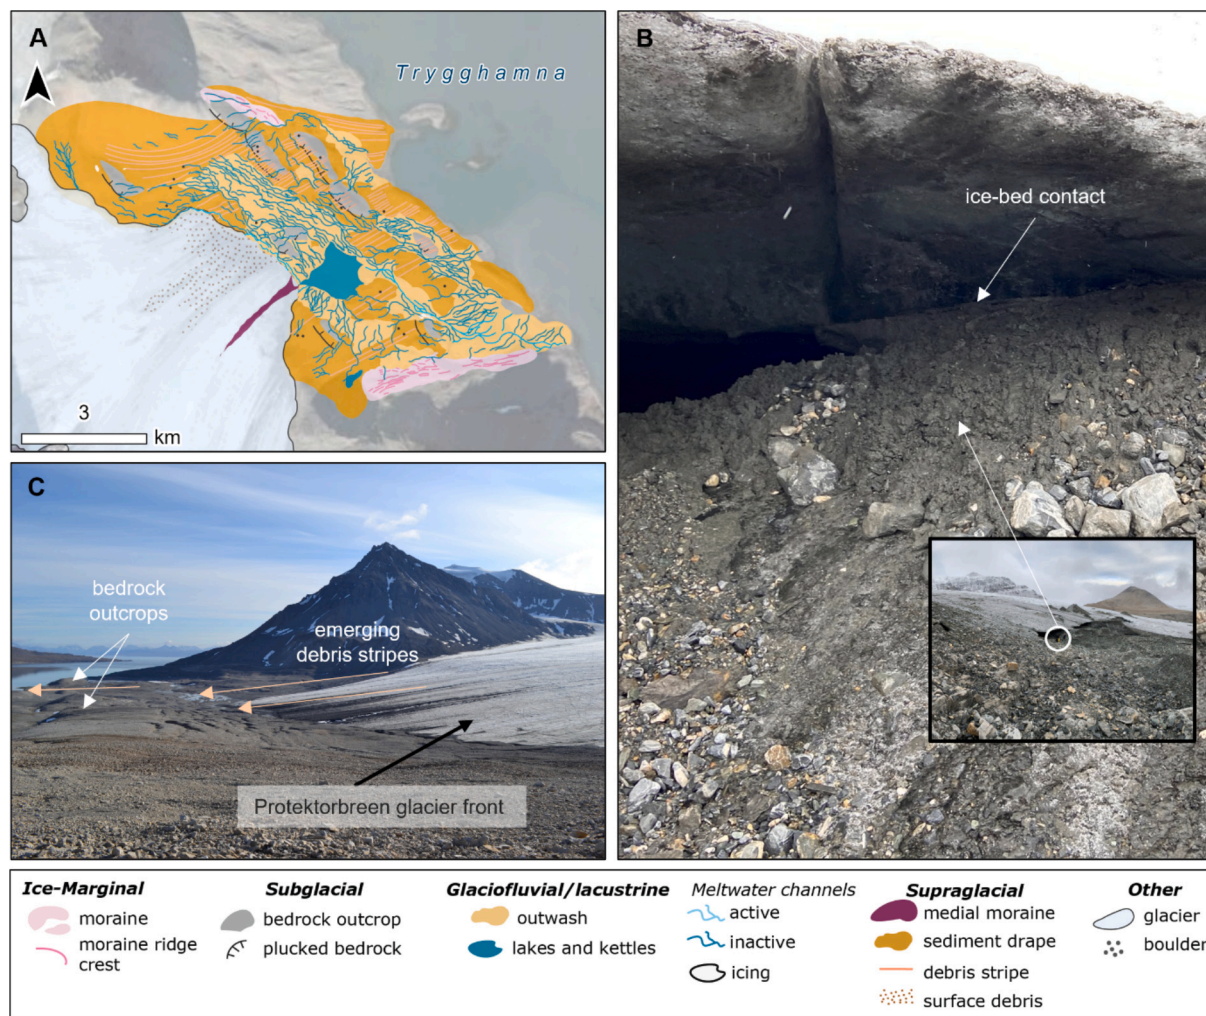 A
Trygghamna
3
km
B
ice-bed contact
C
bedrock
outcrops
emerging
debris stripes
Protektorbreen glacier front
Ice-Marginal
moraine
moraine ridge
crest
Subglacial
bedrock outcrop
plucked bedrock
Glaciofluvial/lacustrine
outwash
lakes and kettles
Meltwater channels
active
inactive
icing
Supraglacial
medial moraine
sediment drape
debris stripe
surface debris
Other
glacier
boulder